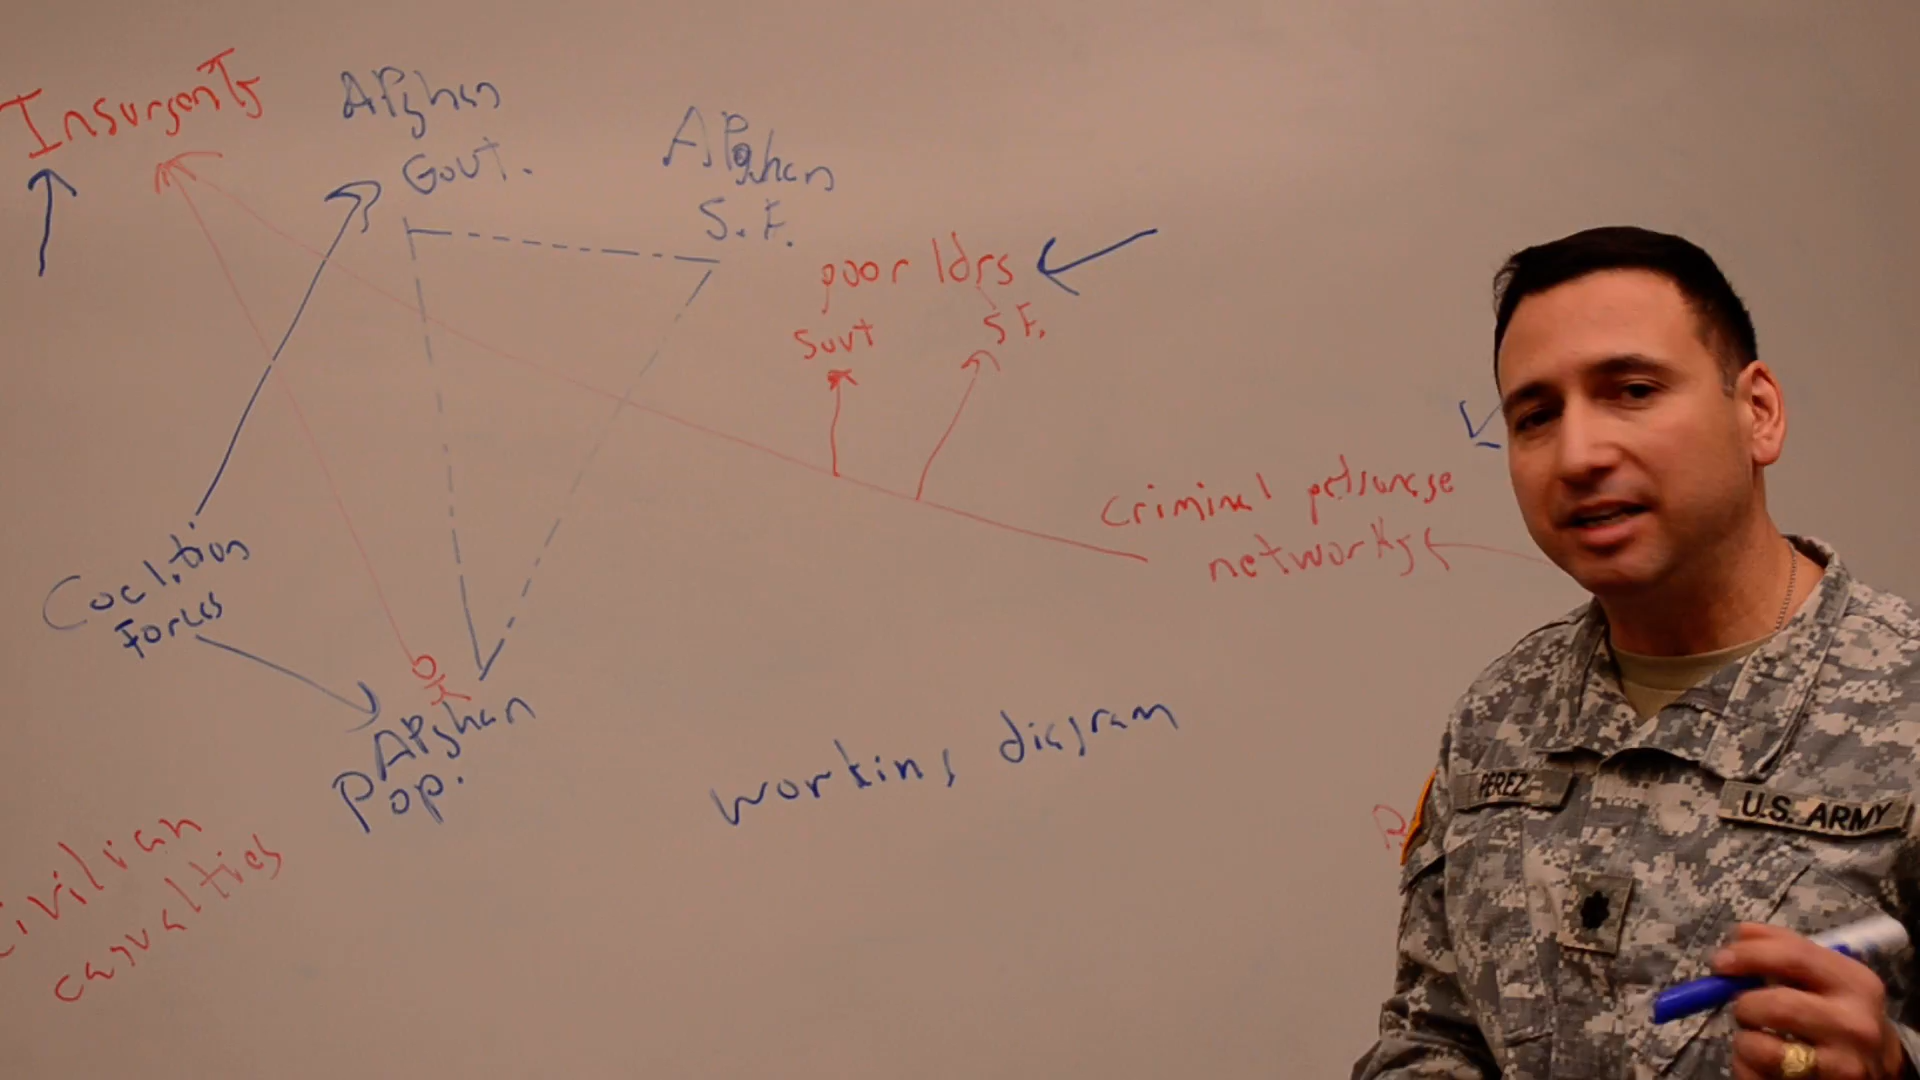 Insurgents
Afghan
Govt.
Afghan
S.F.
poor ldrs
Govt
S.F.
Criminal patronage
networks
Coalition
Forces
Afghan
Pop.
working diagram
Civilian
casualties
PEREZ
U.S. ARMY